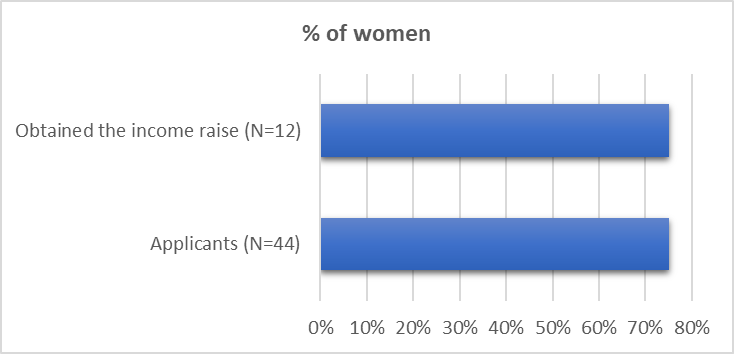 % of women
Obtained the income raise (N=12)
Applicants (N=44)
0% 10% 20% 30% 40% 50% 60% 70% 80%